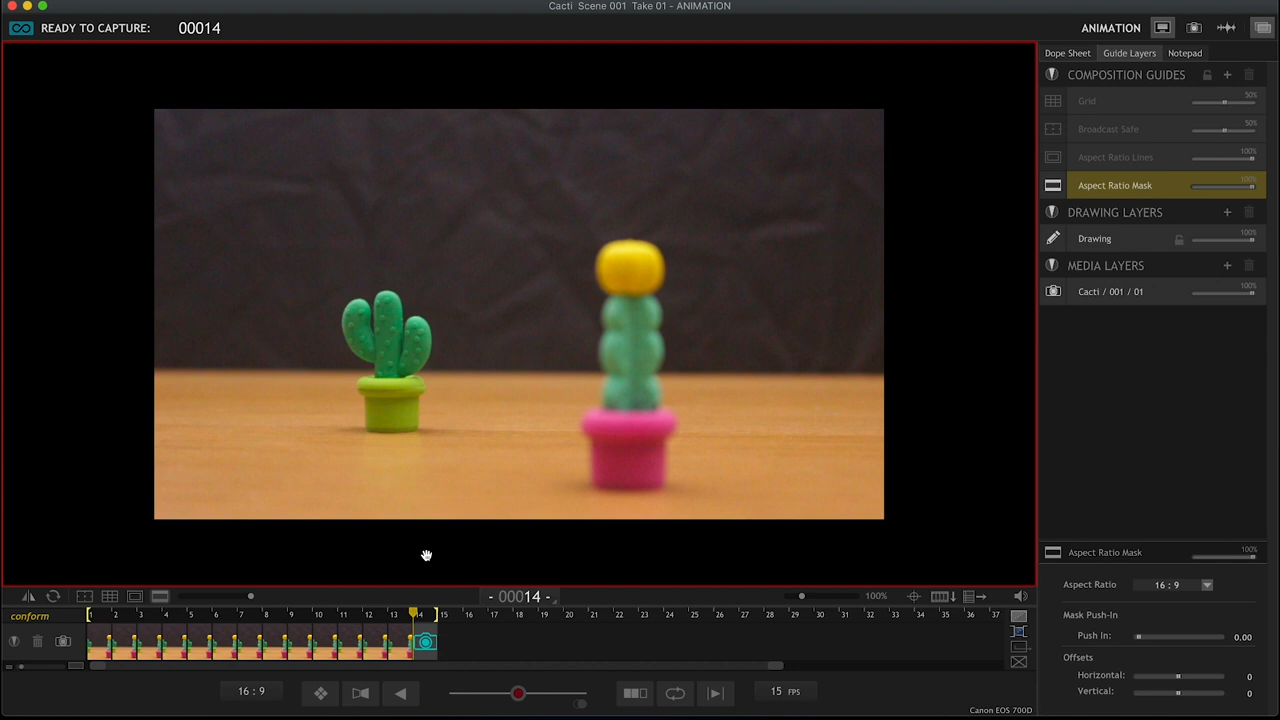 Cacti Scene 001 Take 01 - ANIMATION
READY TO CAPTURE: 00014
ANIMATION
Dope Sheet Guide Layers Notepad
COMPOSITION GUIDES
Grid 50%
Broadcast Safe 50%
Aspect Ratio Lines 100%
Aspect Ratio Mask 100%
DRAWING LAYERS
Drawing 100%
MEDIA LAYERS
Cacti / 001 / 01 100%
Aspect Ratio Mask 100%
Aspect Ratio 16 : 9
Mask Push-In
Push In: 0.00
Offsets
Horizontal: 0
Vertical: 0
- 00014 - 100%
conform 1 2 3 4 5 6 7 8 9 10 11 12 13 14 15 16 17 18 19 20 21 22 23 24 25 26 27 28 29 30 31 32 33 34 35 36 37
16 : 9 15 FPS
Canon EOS 700D